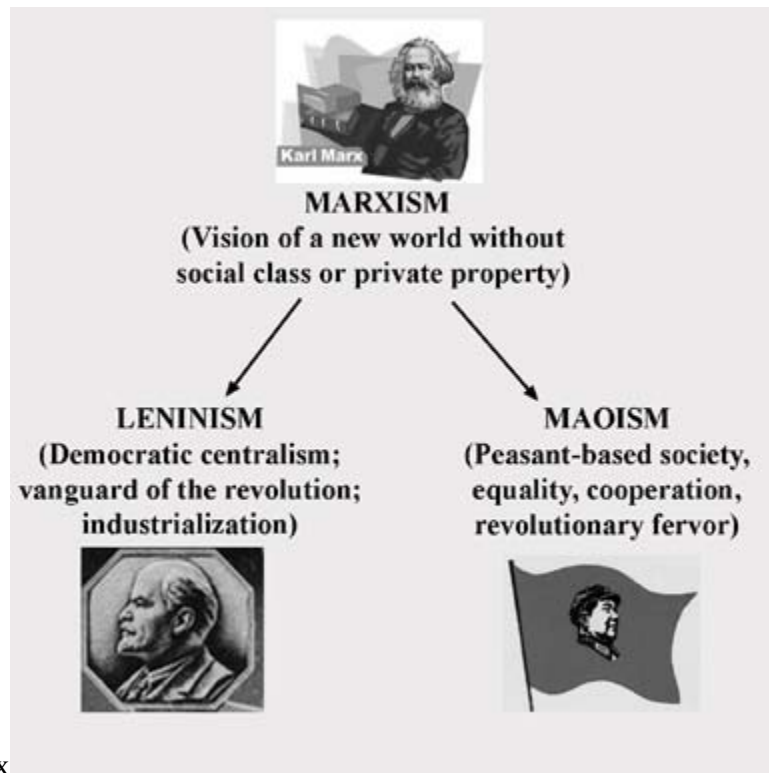 Karl Marx
MARXISM
(Vision of a new world without
social class or private property)
LENINISM
(Democratic centralism;
vanguard of the revolution;
industrialization)
MAOISM
(Peasant-based society,
equality, cooperation,
revolutionary fervor)
x